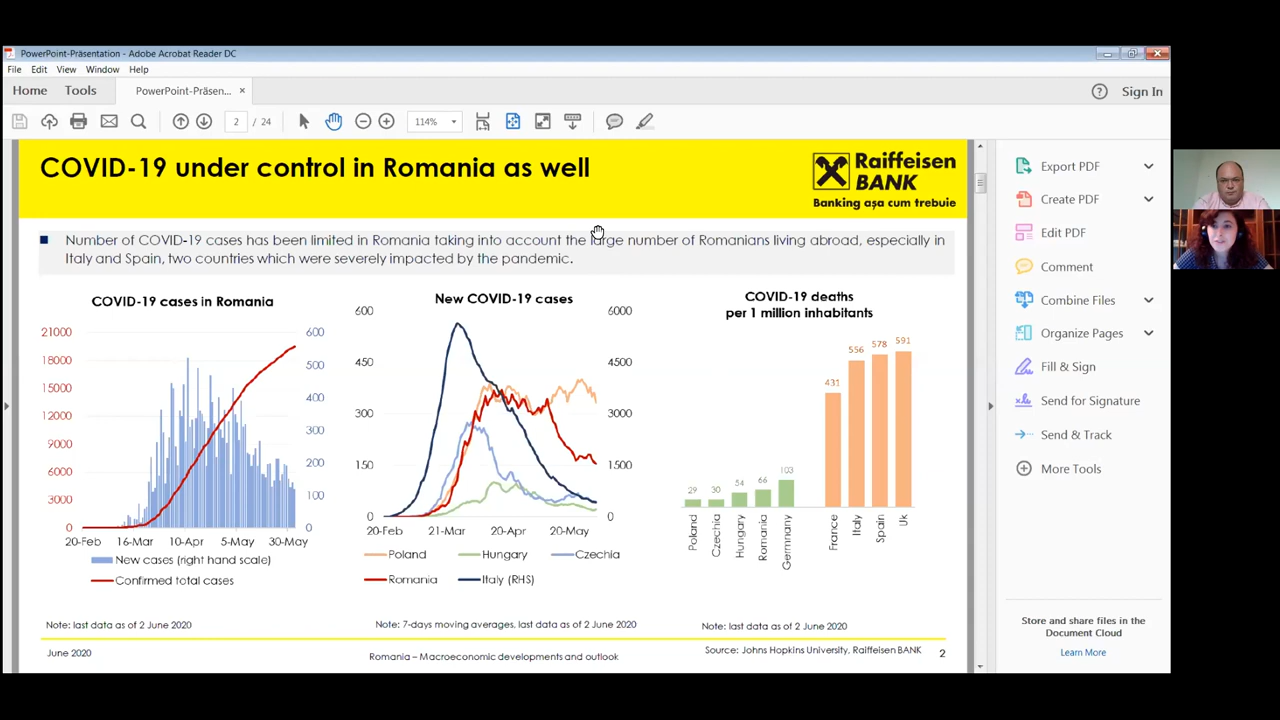 PowerPoint-Präsentation - Adobe Acrobat Reader DC
File Edit View Window Help
Home Tools PowerPoint-Präsen... × Sign In
2 / 24 114%
COVID-19 under control in Romania as well
Raiffeisen
BANK
Banking așa cum trebuie
Number of COVID-19 cases has been limited in Romania taking into account the large number of Romanians living abroad, especially in
Italy and Spain, two countries which were severely impacted by the pandemic.
COVID-19 cases in Romania
21000
18000
15000
12000
9000
6000
3000
0
600
500
400
300
200
100
0
20-Feb 16-Mar 10-Apr 5-May 30-May
New cases (right hand scale)
Confirmed total cases
Note: last data as of 2 June 2020
New COVID-19 cases
600
450
300
150
0
6000
4500
3000
1500
0
20-Feb 21-Mar 20-Apr 20-May
Poland Hungary Czechia
Romania Italy (RHS)
Note: 7-days moving averages, last data as of 2 June 2020
COVID-19 deaths
per 1 million inhabitants
29 30 54 66 103 431 556 578 591
Poland
Czechia
Hungary
Romania
Germnany
France
Italy
Spain
Uk
Note: last data as of 2 June 2020
June 2020
Romania – Macroeconomic developments and outlook
Source: Johns Hopkins University, Raiffeisen BANK
2
Export PDF
Create PDF
Edit PDF
Comment
Combine Files
Organize Pages
Fill & Sign
Send for Signature
Send & Track
More Tools
Store and share files in the
Document Cloud
Learn More